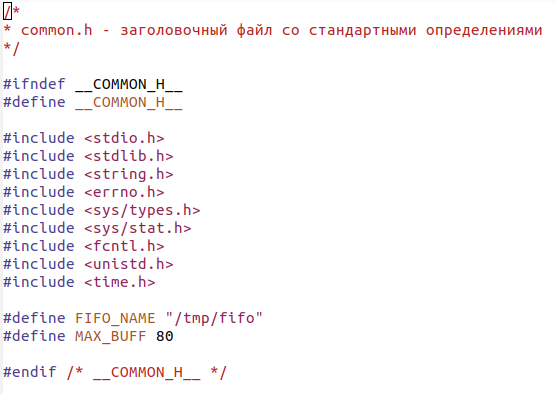 /*
* common.h - заголовочный файл со стандартными определениями
*/
#ifndef __COMMON_H__
#define __COMMON_H__
#include <stdio.h>
#include <stdlib.h>
#include <string.h>
#include <errno.h>
#include <sys/types.h>
#include <sys/stat.h>
#include <fcntl.h>
#include <unistd.h>
#include <time.h>
#define FIFO_NAME "/tmp/fifo"
#define MAX_BUFF 80
#endif /* __COMMON_H__ */